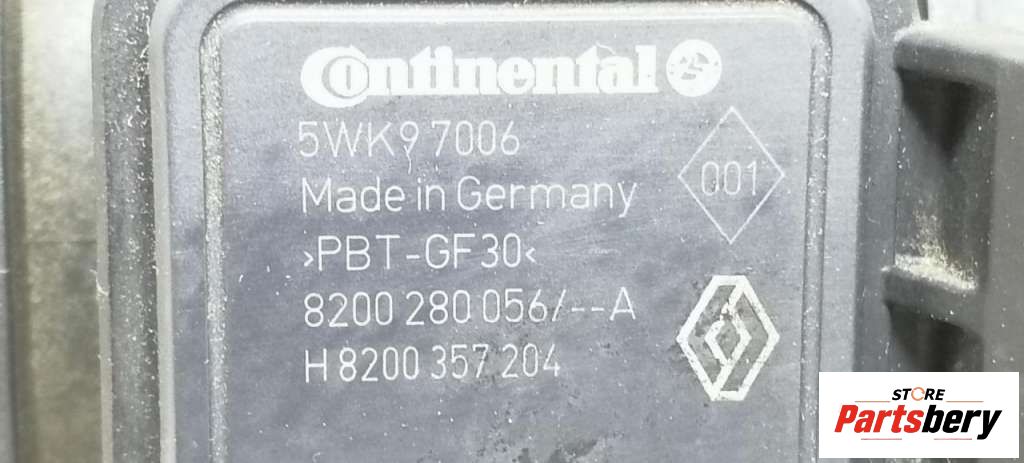 Continental
5WK9 7006
001
Made in Germany
>PBT-GF30<
8200 280 056/--A
H 8200 357 204
STORE
Partsbery